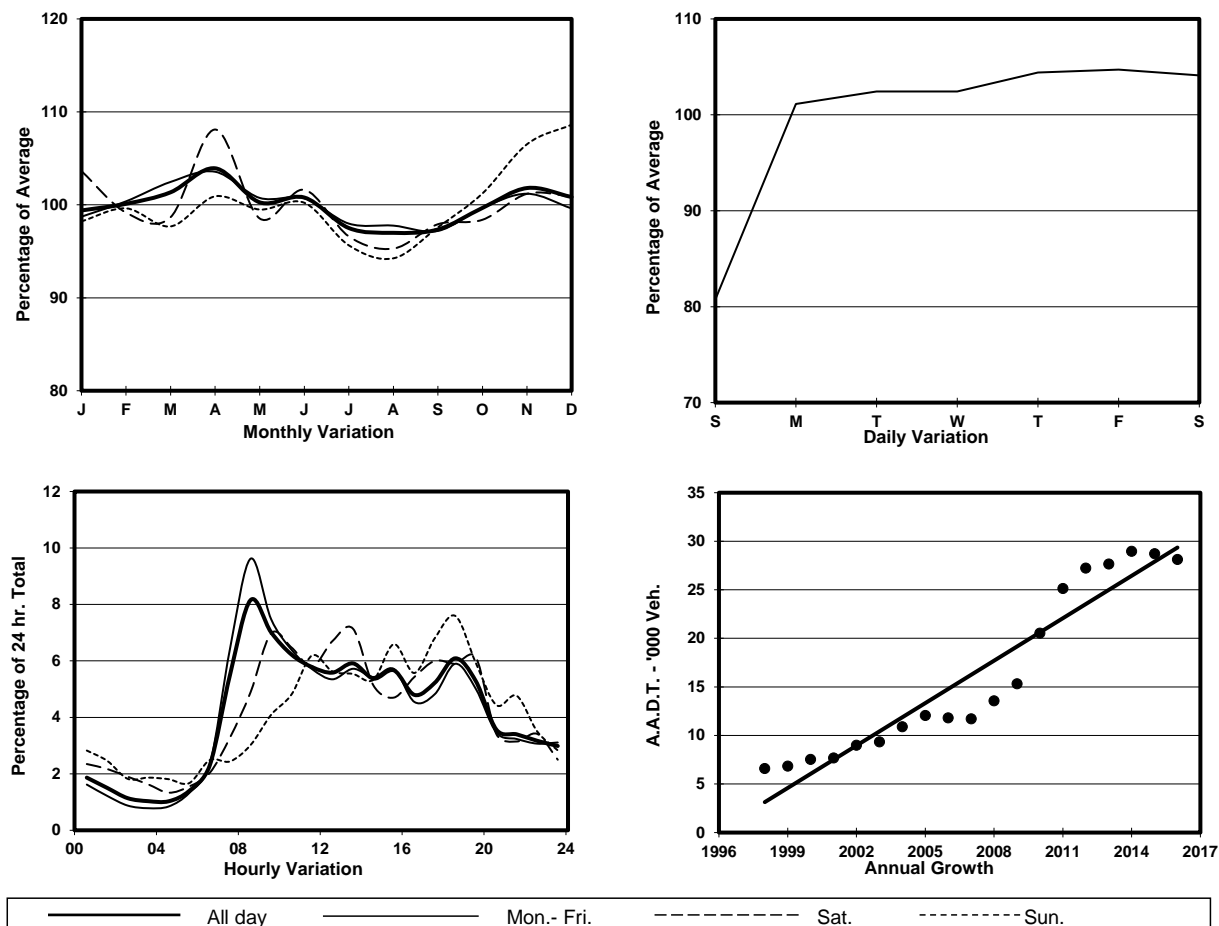 120
110
100
90
80
Percentage of Average
J F M A M J J A S O N D
Monthly Variation
110
100
90
80
70
Percentage of Average
S M T W T F S
Daily Variation
12
10
8
6
4
2
0
Percentage of 24 hr. Total
00 04 08 12 16 20 24
Hourly Variation
35
30
25
20
15
10
5
0
A.A.D.T. - '000 Veh.
1996 1999 2002 2005 2008 2011 2014 2017
Annual Growth
All day Mon.- Fri. Sat. Sun.